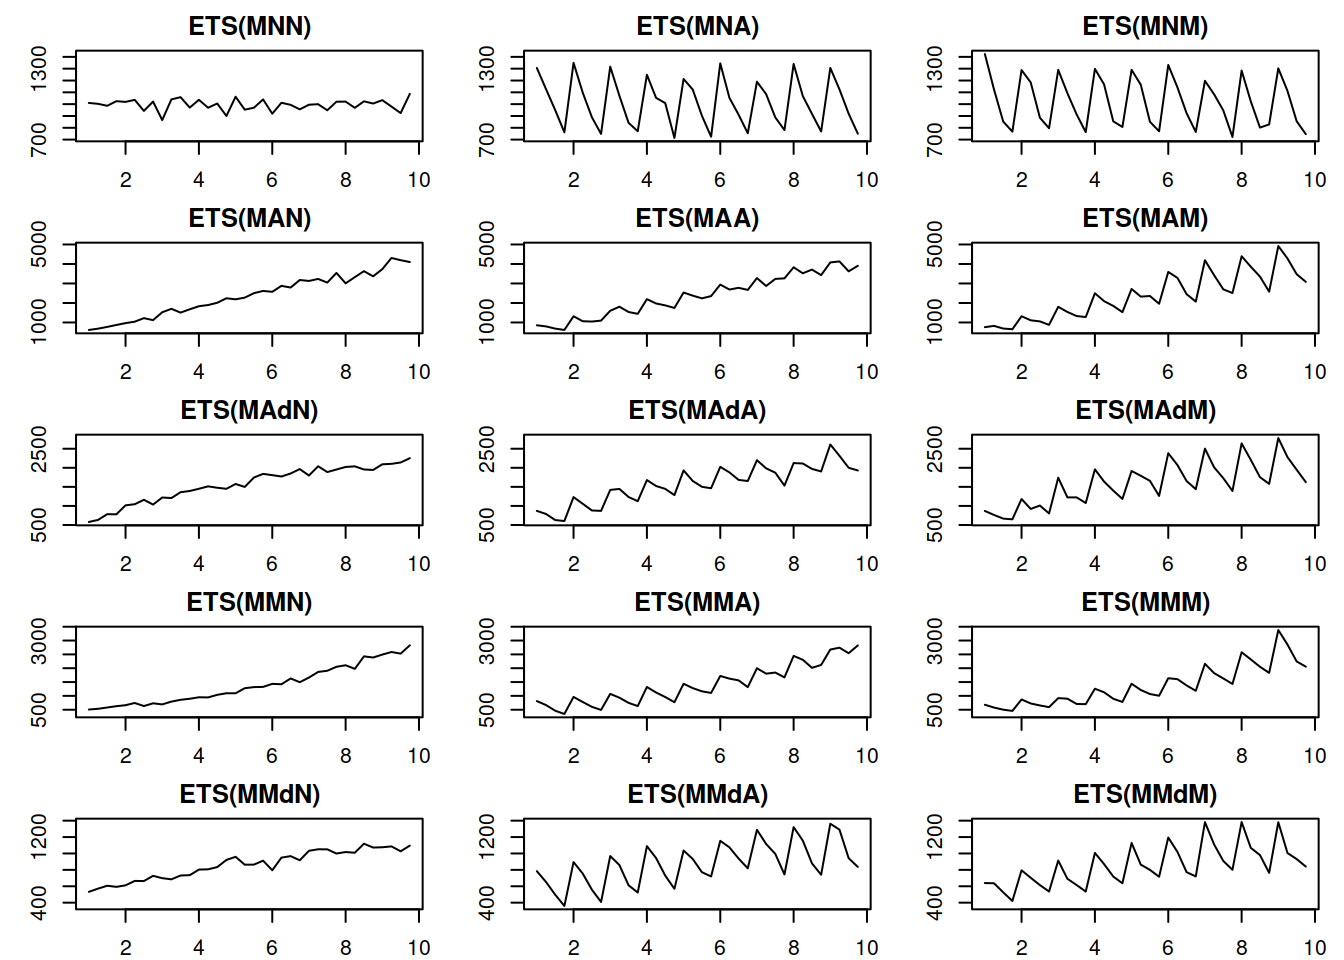 ETS(MNN) ETS(MNA) ETS(MNM)
1300 1300 1300
700 700 700
2 4 6 8 10 2 4 6 8 10 2 4 6 8 10
ETS(MAN) ETS(MAA) ETS(MAM)
5000 5000 5000
1000 1000 1000
2 4 6 8 10 2 4 6 8 10 2 4 6 8 10
ETS(MAdN) ETS(MAdA) ETS(MAdM)
2500 2500 2500
500 500 500
2 4 6 8 10 2 4 6 8 10 2 4 6 8 10
ETS(MMN) ETS(MMA) ETS(MMM)
3000 3000 3000
500 500 500
2 4 6 8 10 2 4 6 8 10 2 4 6 8 10
ETS(MMdN) ETS(MMdA) ETS(MMdM)
1200 1200 1200
400 400 400
2 4 6 8 10 2 4 6 8 10 2 4 6 8 10